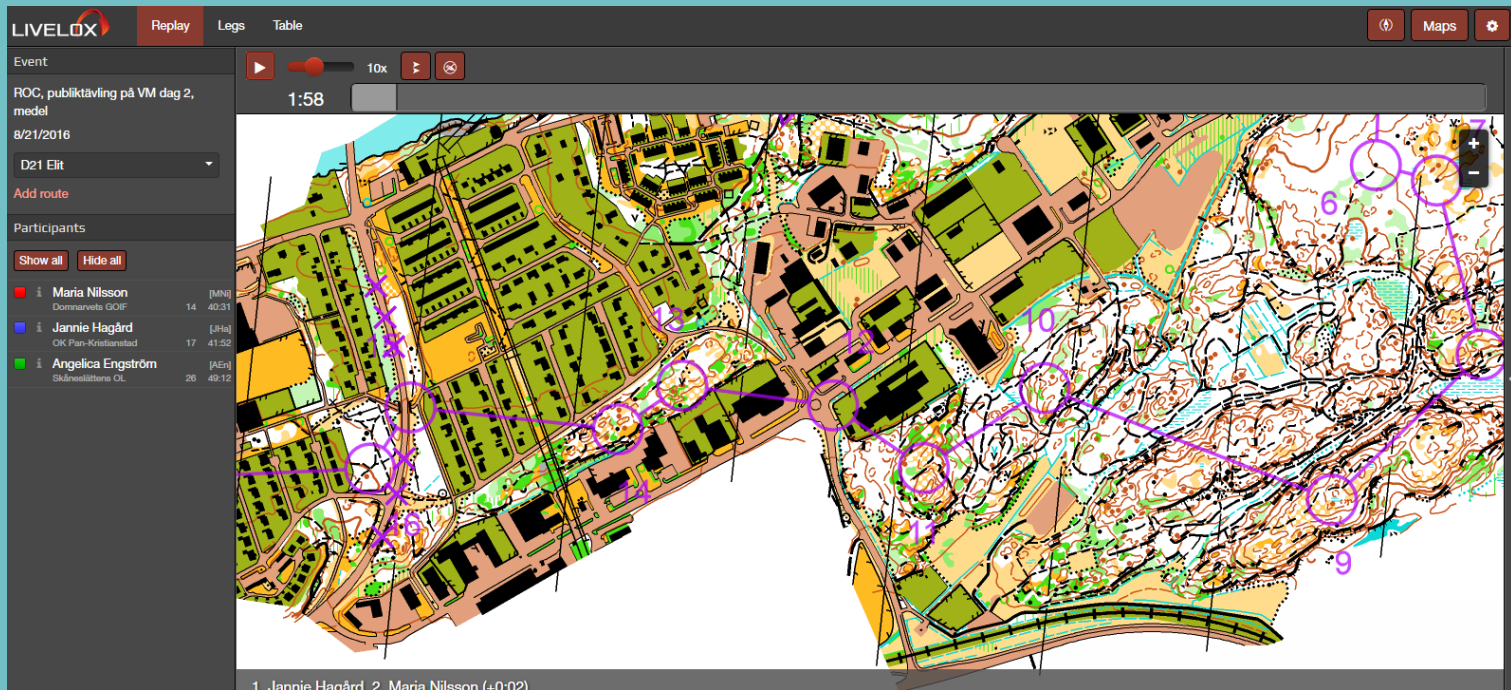 LIVELOX
Replay
Legs
Table
Maps
Event
ROC, publiktävling på VM dag 2,
medel
8/21/2016
D21 Elit
Add route
Participants
Show all
Hide all
Maria Nilsson [MNi]
Domnarvets GOIF 14 40:31
Jannie Hagård [JHa]
OK Pan-Kristianstad 17 41:52
Angelica Engström [AEn]
Skåneslättens OL 26 49:12
10x
1:58
7
6
13
10
12
15
14
11
16
9
1. Jannie Hagård, 2. Maria Nilsson (+0:02)